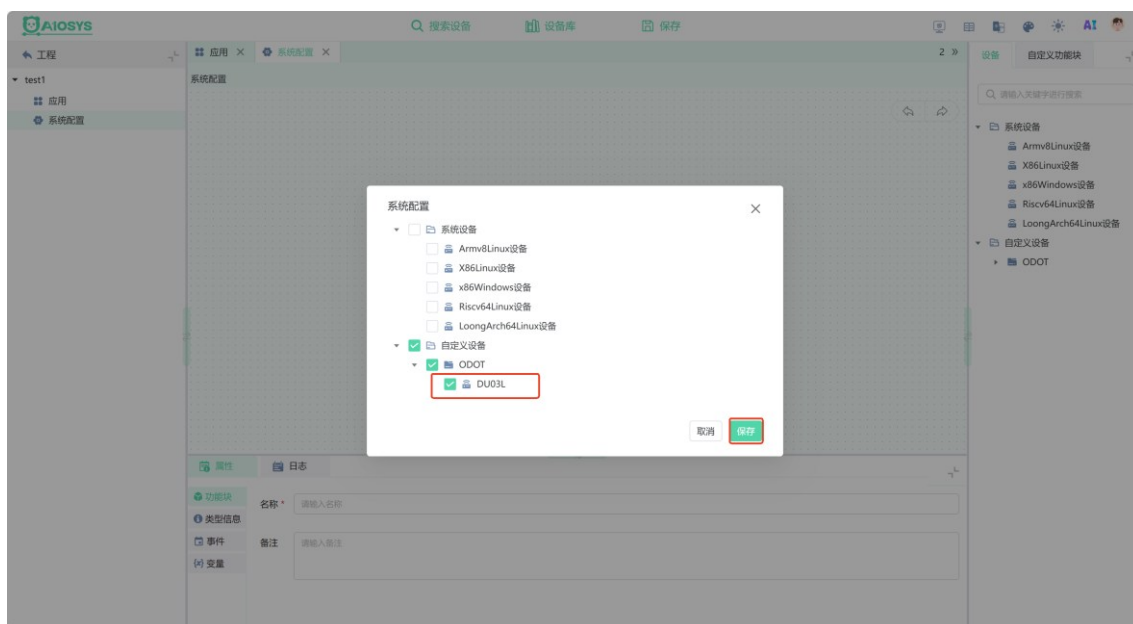 AIOSYS
搜索设备
设备库
保存
AI
工程
应用
系统配置
2
设备
自定义功能块
test1
应用
系统配置
系统配置
请输入关键字进行搜索
系统设备
Armv8Linux设备
X86Linux设备
x86Windows设备
Riscv64Linux设备
LoongArch64Linux设备
自定义设备
ODOT
系统配置
系统设备
Armv8Linux设备
X86Linux设备
x86Windows设备
Riscv64Linux设备
LoongArch64Linux设备
自定义设备
ODOT
DU03L
取消
保存
属性
日志
功能块
类型信息
事件
变量
名称 *
请输入名称
备注
请输入备注